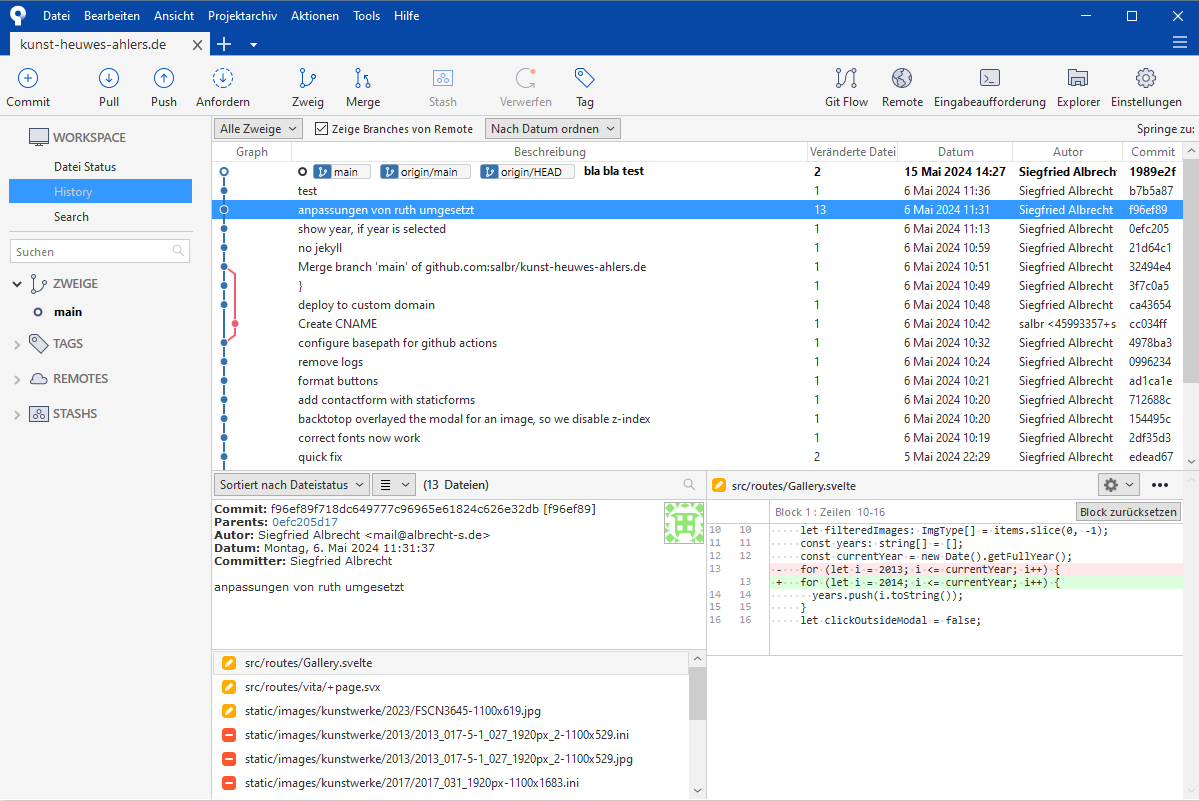 Datei Bearbeiten Ansicht Projektarchiv Aktionen Tools Hilfe
kunst-heuwes-ahlers.de
Commit Pull Push Anfordern Zweig Merge Stash Verwerfen Tag Git Flow Remote Eingabeaufforderung Explorer Einstellungen
WORKSPACE
Datei Status
History
Search
Suchen
ZWEIGE
main
TAGS
REMOTES
STASHS
Alle Zweige Zeige Branches von Remote Nach Datum ordnen Springe zu:
Graph Beschreibung Veränderte Datei Datum Autor Commit
main origin/main origin/HEAD bla bla test 2 15 Mai 2024 14:27 Siegfried Albrech 1989e2f
test 1 6 Mai 2024 11:36 Siegfried Albrecht b7b5a87
anpassungen von ruth umgesetzt 13 6 Mai 2024 11:31 Siegfried Albrecht f96ef89
show year, if year is selected 1 6 Mai 2024 11:13 Siegfried Albrecht 0efc205
no jekyll 1 6 Mai 2024 10:59 Siegfried Albrecht 21d64c1
Merge branch 'main' of github.com:salbr/kunst-heuwes-ahlers.de 1 6 Mai 2024 10:51 Siegfried Albrecht 32494e4
} 1 6 Mai 2024 10:49 Siegfried Albrecht 3f7c0a5
deploy to custom domain 1 6 Mai 2024 10:48 Siegfried Albrecht ca43654
Create CNAME 1 6 Mai 2024 10:42 salbr <45993357+s cc034ff
configure basepath for github actions 1 6 Mai 2024 10:32 Siegfried Albrecht 4978ba3
remove logs 1 6 Mai 2024 10:24 Siegfried Albrecht 0996234
format buttons 1 6 Mai 2024 10:21 Siegfried Albrecht ad1ca1e
add contactform with staticforms 1 6 Mai 2024 10:20 Siegfried Albrecht 712688c
backtotop overlayed the modal for an image, so we disable z-index 1 6 Mai 2024 10:20 Siegfried Albrecht 154495c
correct fonts now work 1 6 Mai 2024 10:19 Siegfried Albrecht 2df35d3
quick fix 2 5 Mai 2024 22:29 Siegfried Albrecht edead67
Sortiert nach Dateistatus (13 Dateien)
Commit: f96ef89f718dc649777c96965e61824c626e32db [f96ef89]
Parents: 0efc205d17
Autor: Siegfried Albrecht <mail@albrecht-s.de>
Datum: Montag, 6. Mai 2024 11:31:37
Committer: Siegfried Albrecht
anpassungen von ruth umgesetzt
src/routes/Gallery.svelte
src/routes/vita/+page.svx
static/images/kunstwerke/2023/FSCN3645-1100x619.jpg
static/images/kunstwerke/2013/2013_017-5-1_027_1920px_2-1100x529.ini
static/images/kunstwerke/2013/2013_017-5-1_027_1920px_2-1100x529.jpg
static/images/kunstwerke/2017/2017_031_1920px-1100x1683.ini
src/routes/Gallery.svelte
Block 1 : Zeilen 10-16 Block zurücksetzen
10 10 let filteredImages: ImgType[] = items.slice(0, -1);
11 11 const years: string[] = [];
12 12 const currentYear = new Date().getFullYear();
13 - for (let i = 2013; i <= currentYear; i++) {
13 + for (let i = 2014; i <= currentYear; i++) {
14 14 years.push(i.toString());
15 15 }
16 16 let clickOutsideModal = false;